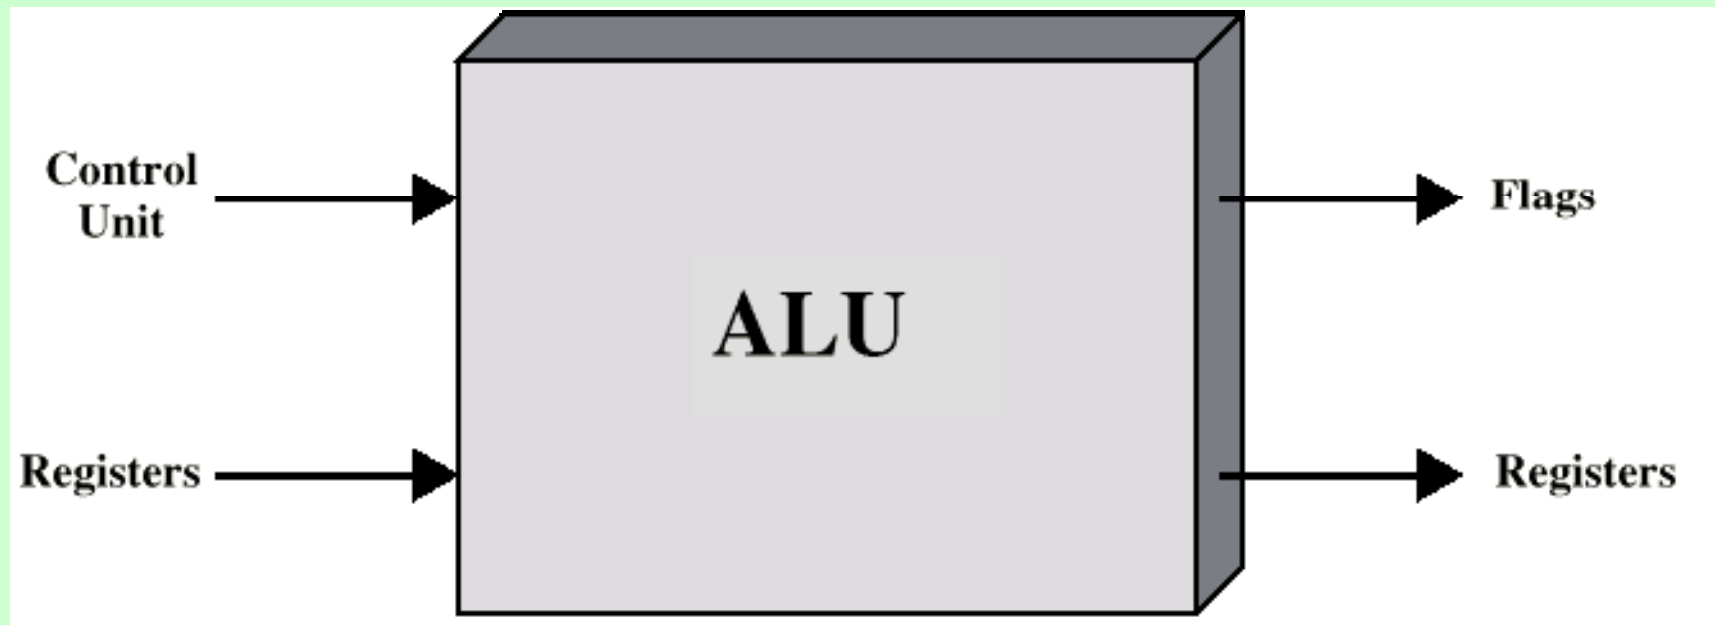 Control
Unit
Flags
ALU
Registers
Registers